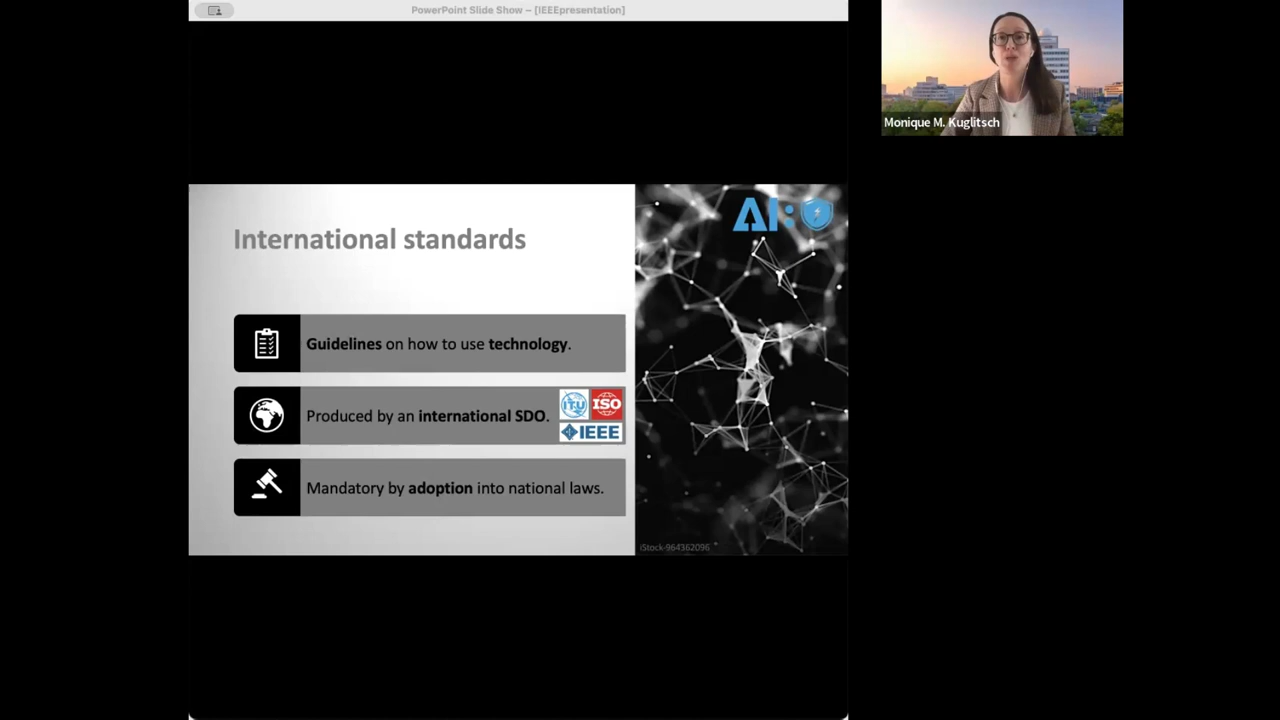 PowerPoint Slide Show – [IEEEpresentation]
International standards
AI:
Guidelines on how to use technology.
Produced by an international SDO.
ITU
ISO
IEEE
Mandatory by adoption into national laws.
iStock-964362096
Monique M. Kuglitsch